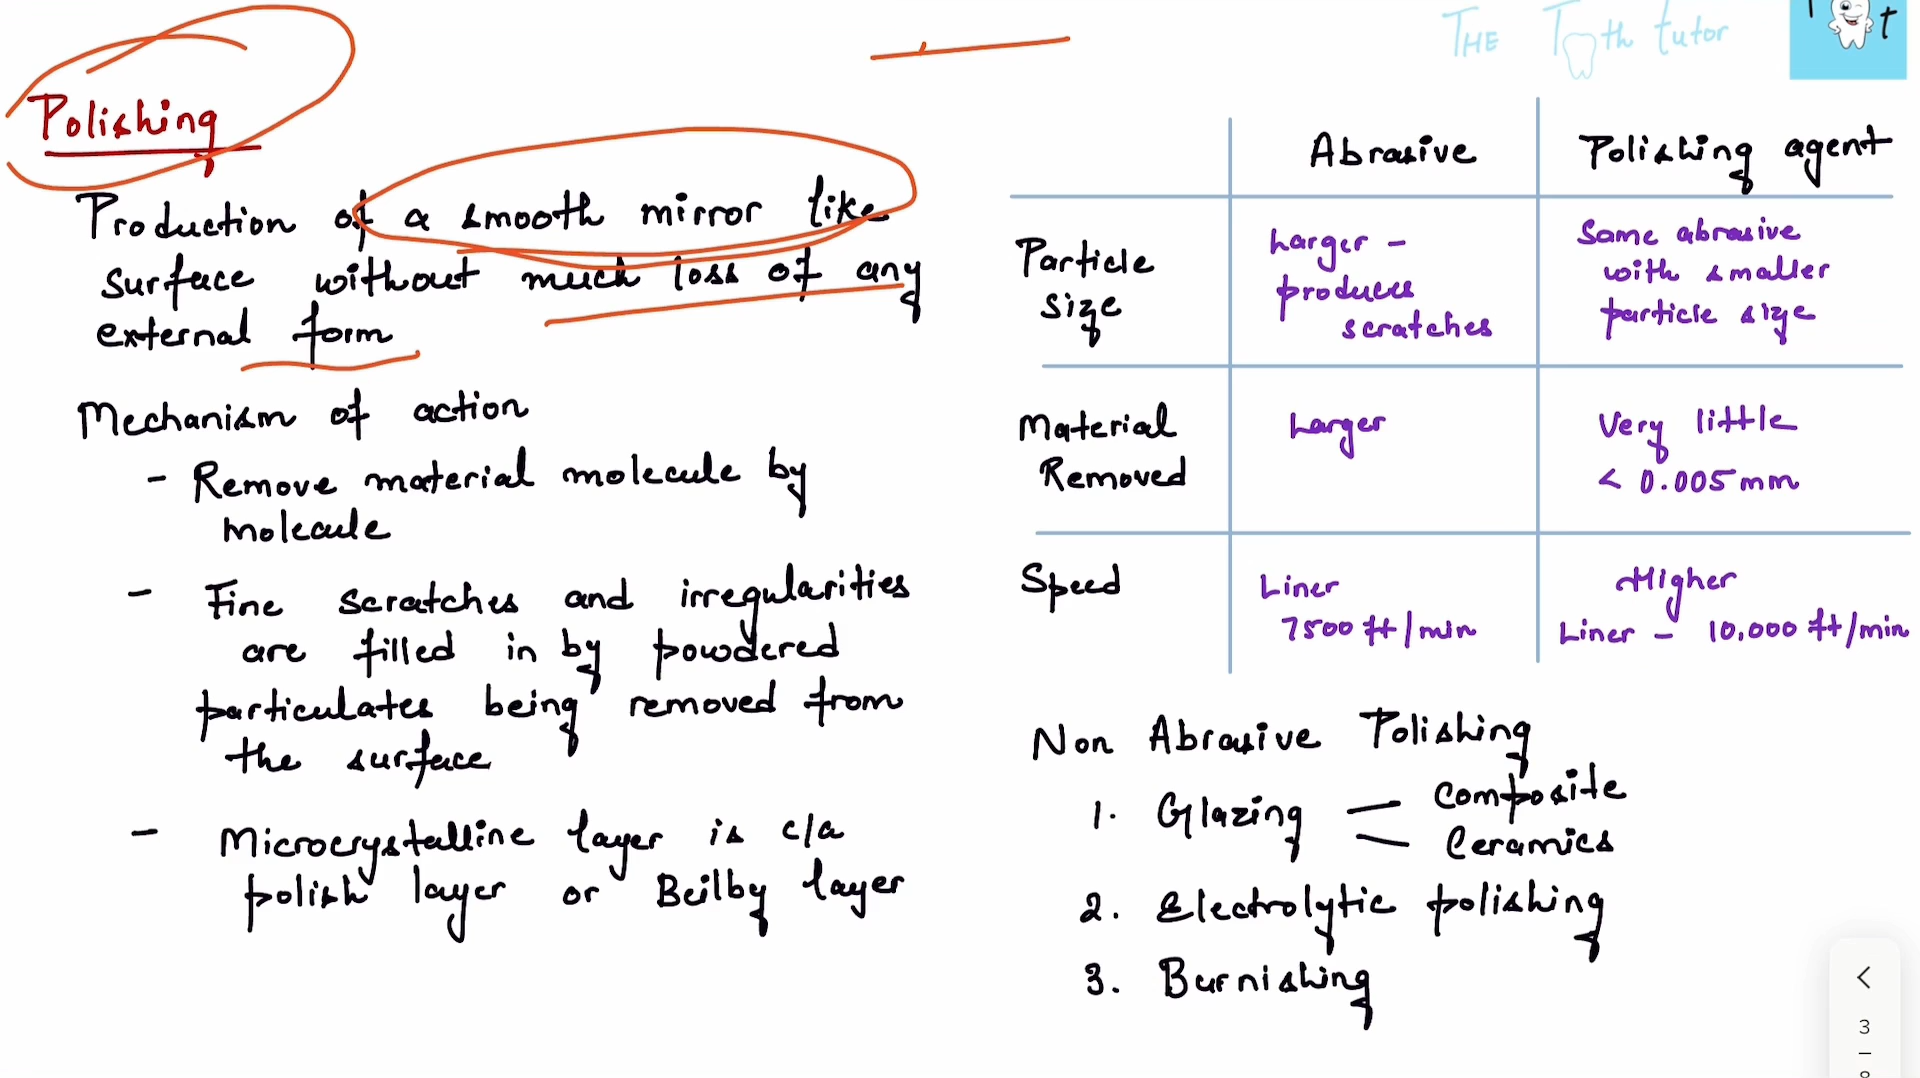 THE Tooth tutor
t
Polishing
Production of a smooth mirror like
surface without much loss of any
external form
Mechanism of action
- Remove material molecule by
molecule
- Fine scratches and irregularities
are filled in by powdered
particulates being removed from
the surface
- Microcrystalline layer is c/a
polish layer or Beilby layer
Abrasive Polishing agent
Particle Size Larger - produces scratches Same abrasive with smaller particle size
Material Removed Larger Very little < 0.005 mm
Speed Liner 7500 ft/min Higher Liner - 10,000 ft/min
Non Abrasive Polishing
1. Glazing — Composite
— Ceramics
2. Electrolytic polishing
3. Burnishing
<
3